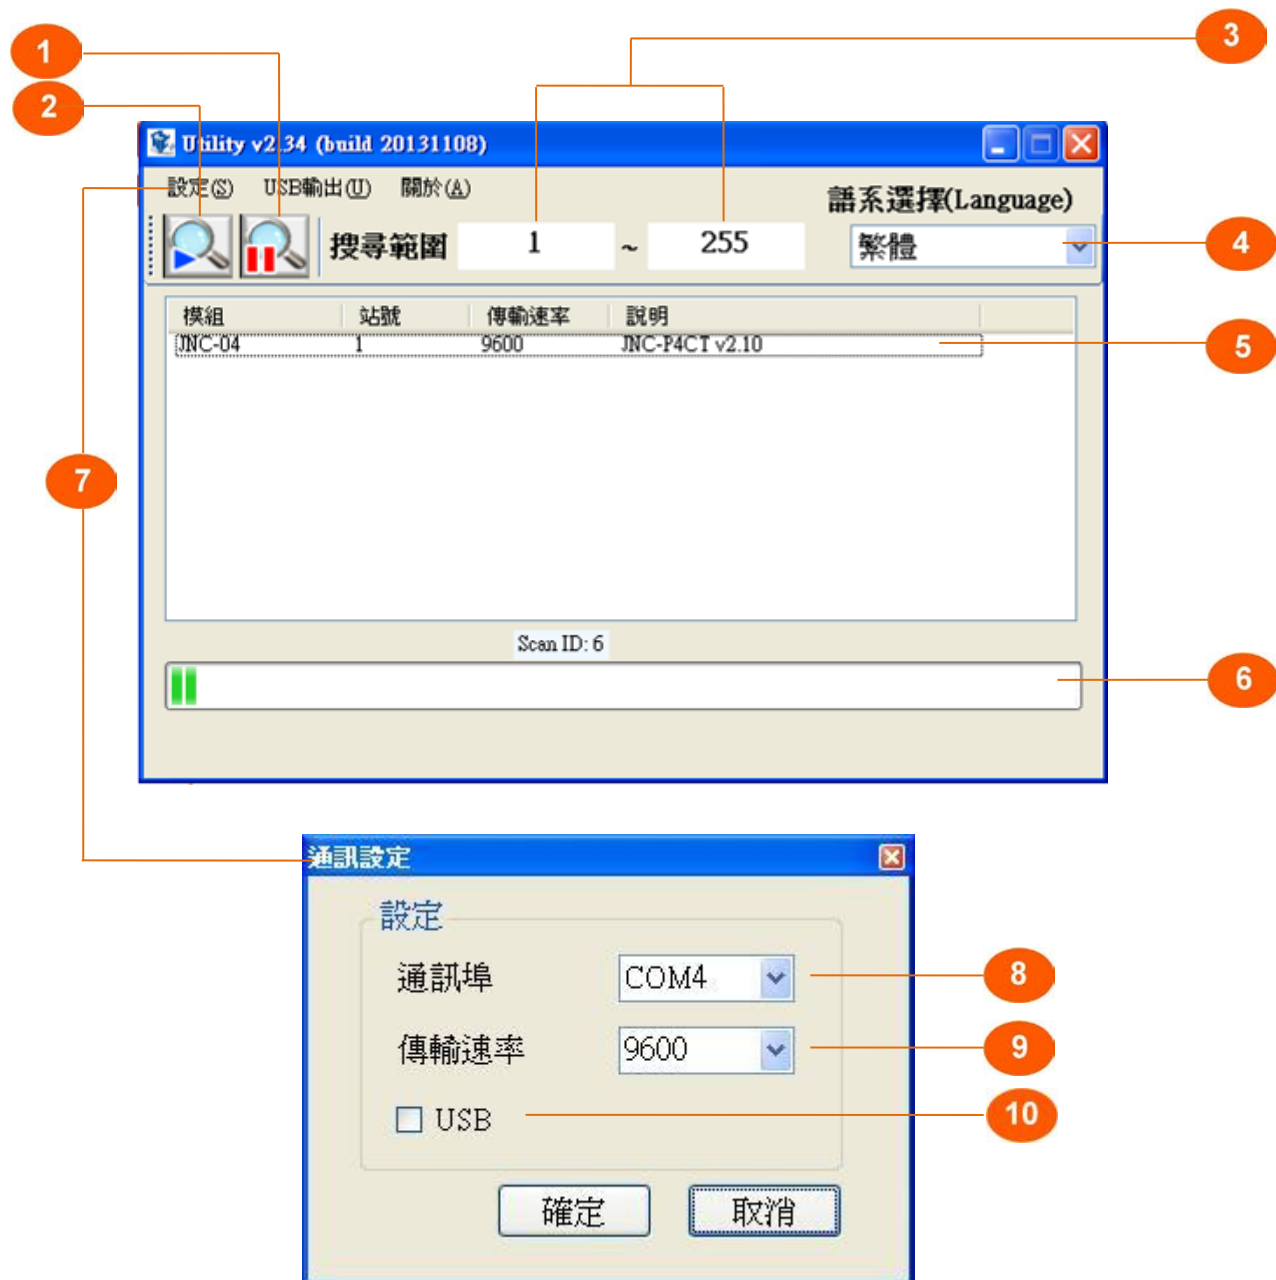 1
3
2
Utility v2.34 (build 20131108)
設定(S) USB輸出(U) 關於(A)
語系選擇(Language)
搜尋範圍 1 ~ 255 繁體
4
模組 站號 傳輸速率 說明
JNC-04 1 9600 JNC-P4CT v2.10
5
7
Scan ID: 6
6
通訊設定
設定
通訊埠 COM4
8
傳輸速率 9600
9
USB
10
確定 取消